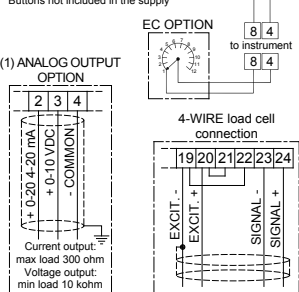 Buttons not included in the supply
EC OPTION
8 4
to instrument
8 4
(1) ANALOG OUTPUT
OPTION
2 3 4
+ 0-20 4-20 mA
+ 0-10 VDC
- COMMON
Current output:
max load 300 ohm
Voltage output:
min load 10 kohm
4-WIRE load cell
connection
19 20 21 22 23 24
EXCIT. -
EXCIT. +
SIGNAL -
SIGNAL +